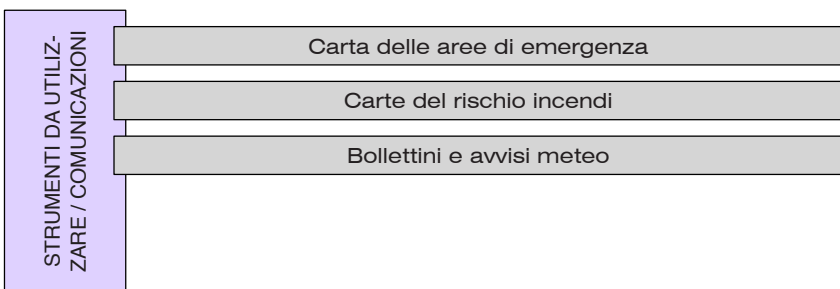 STRUMENTI DA UTILIZ-
ZARE / COMUNICAZIONI
Carta delle aree di emergenza
Carte del rischio incendi
Bollettini e avvisi meteo